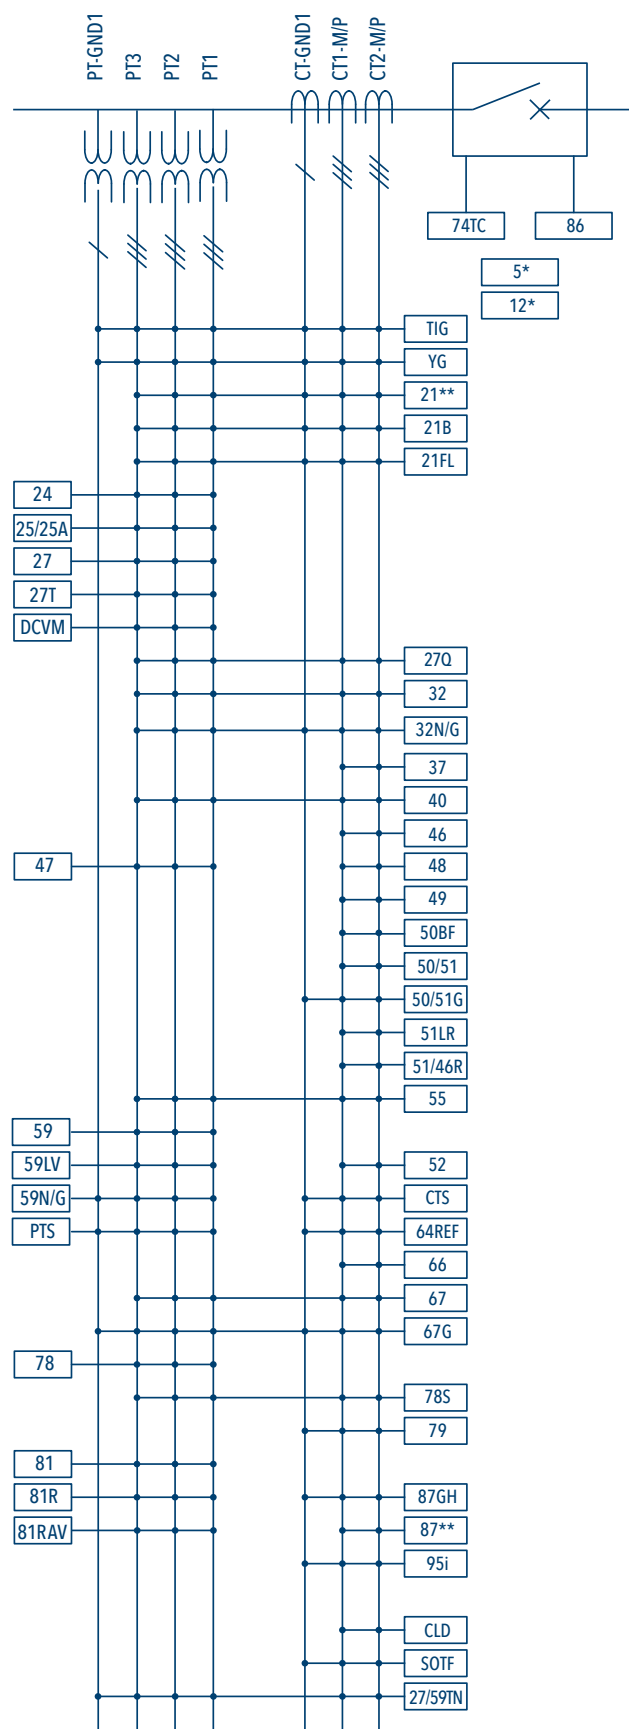 PT-GND1
PT3
PT2
PT1
CT-GND1
CT1-M/P
CT2-M/P
74TC
86
5*
12*
TIG
YG
21**
21B
21FL
24
25/25A
27
27T
DCVM
27Q
32
32N/G
37
40
46
47
48
49
50BF
50/51
50/51G
51LR
51/46R
55
59
59LV
52
59N/G
CTS
PTS
64REF
66
67
67G
78
78S
79
81
81R
87GH
81RAV
87**
95i
CLD
SOTF
27/59TN